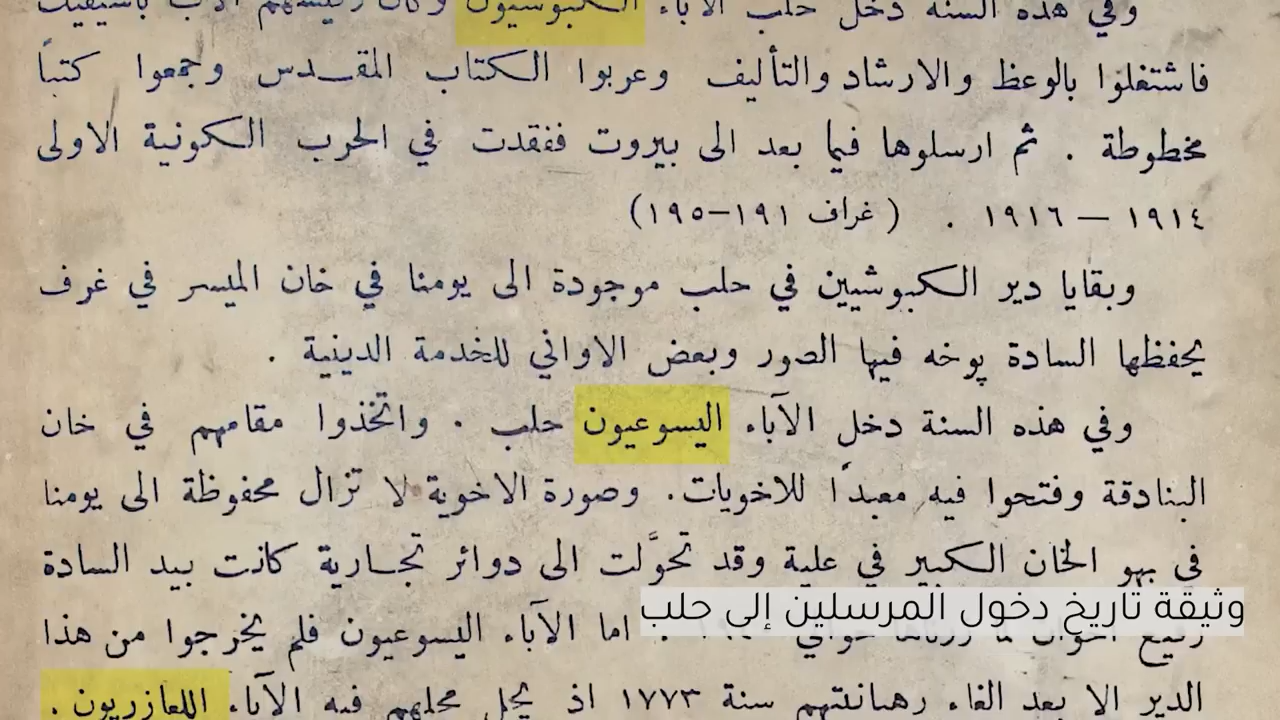 وفي هذه السنة دخل حلب الآباء الكبوشيون وكان رئيسهم الاب باسيفيك
فاشتغلوا بالوعظ والارشاد والتأليف وعربوا الكتاب المقدس وجمعوا كتباً
مخطوطة . ثم ارسلوها فيما بعد الى بيروت ففقدت في الحرب الكونية الاولى
١٩١٤ – ١٩١٦ . (غراف ١٩١-١٩٥)
وبقايا دير الكبوشيين في حلب موجودة الى يومنا في خان الميسر في غرف
يحفظها السادة پوخه فيها الصور وبعض الاواني للخدمة الدينية .
وفي هذه السنة دخل الآباء اليسوعيون حلب . واتخذوا مقامهم في خان
البنادقة وفتحوا فيه معبداً للاخويات. وصورة الاخوية لا تزال محفوظة الى يومنا
في بهو الخان الكبير في علية وقد تحوَّلت الى دوائر تجارية كانت بيد السادة
اما الآباء اليسوعيون فلم يخرجوا من هذا
وثيقة تاريخ دخول المرسلين إلى حلب
الدير الا بعد الغاء رهبانيتهم سنة ١٧٧٣ اذ حل محلهم فيه الآباء اللعازريون .